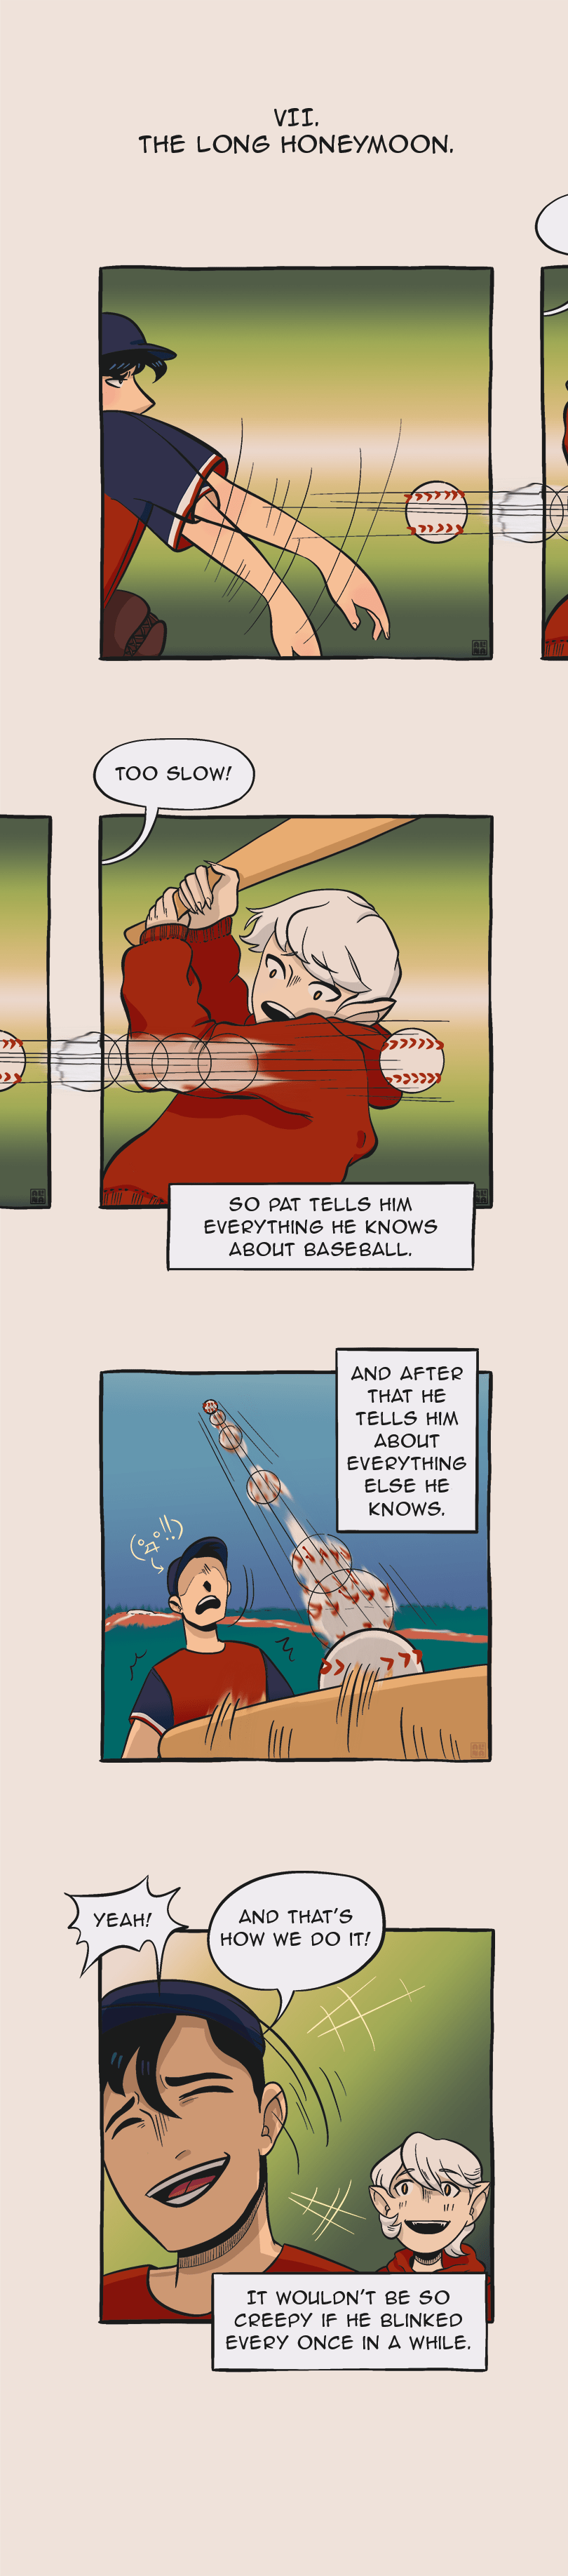 VII.
THE LONG HONEYMOON.
TOO SLOW!
SO PAT TELLS HIM
EVERYTHING HE KNOWS
ABOUT BASEBALL.
AND AFTER
THAT HE
TELLS HIM
ABOUT
EVERYTHING
ELSE HE
KNOWS.
YEAH!
AND THAT'S
HOW WE DO IT!
IT WOULDN'T BE SO
CREEPY IF HE BLINKED
EVERY ONCE IN A WHILE.